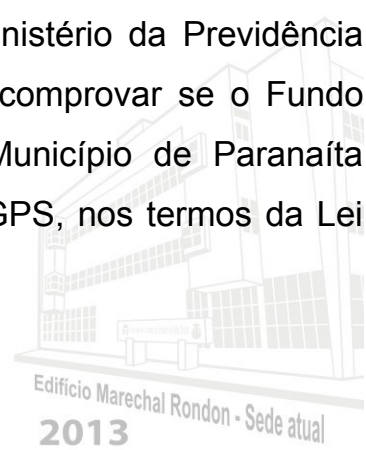 nistério da Previdência
comprovar se o Fundo
Município de Paranaíta
GPS, nos termos da Lei
Edifício Marechal Rondon - Sede atual
2013